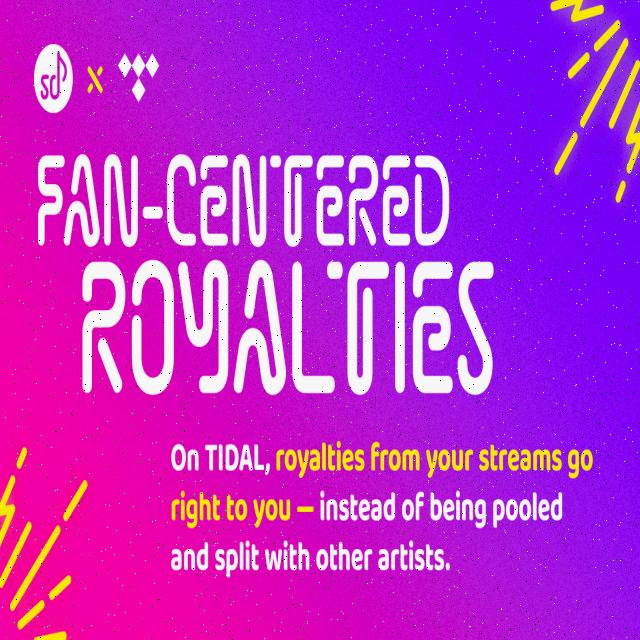 sd x
FAN-CENTERED
ROYALTIES
On TIDAL, royalties from your streams go
right to you – instead of being pooled
and split with other artists.